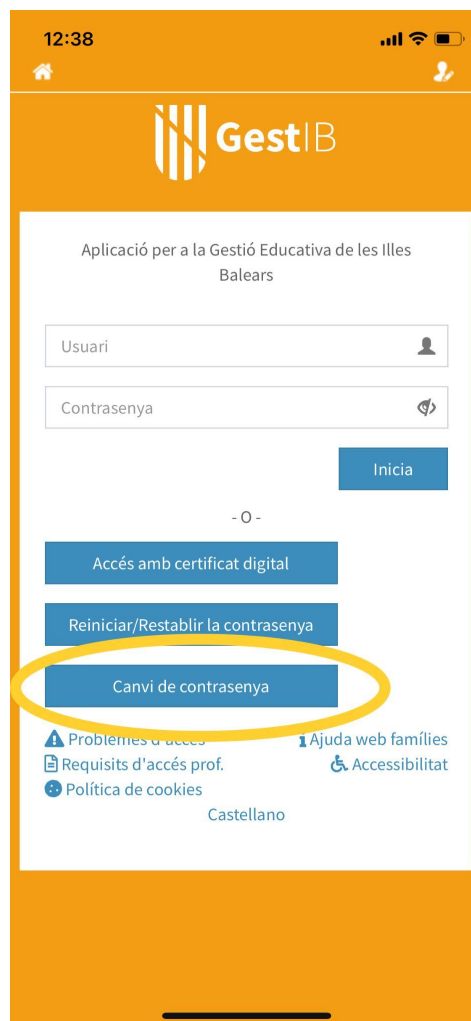 12:38
GestIB
Aplicació per a la Gestió Educativa de les Illes
Balears
Usuari
Contrasenya
Inicia
- O -
Accés amb certificat digital
Reiniciar/Restablir la contrasenya
Canvi de contrasenya
Problemes d'accés
Ajuda web famílies
Requisits d'accés prof.
Accessibilitat
Política de cookies
Castellano